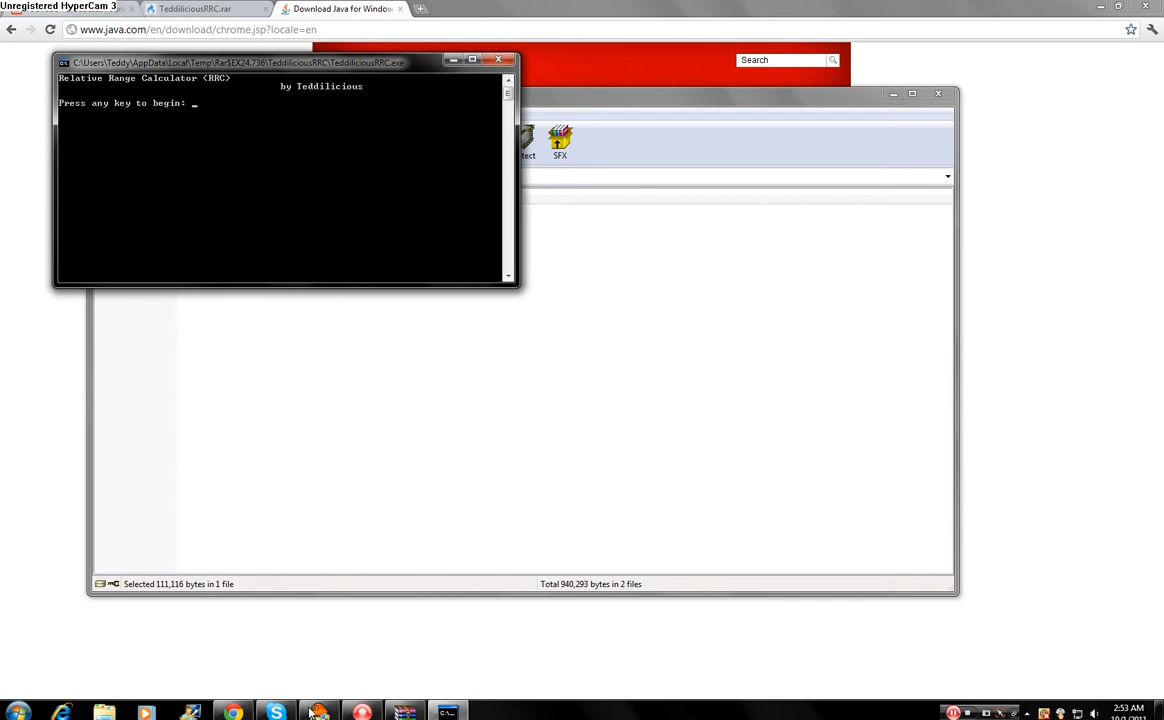 Unregistered HyperCam 3
TeddiliciousRRC.rar
Download Java for Window
www.java.com/en/download/chrome.jsp?locale=en
Search
C:\Users\Teddy\AppData\Local\Temp\Rar$EX24.736\TeddiliciousRRC\TeddiliciousRRC.exe
Relative Range Calculator <RRC>
by Teddilicious
Press any key to begin: _
SFX
Selected 111,116 bytes in 1 file
Total 940,293 bytes in 2 files
2:53 AM
10/1/2011